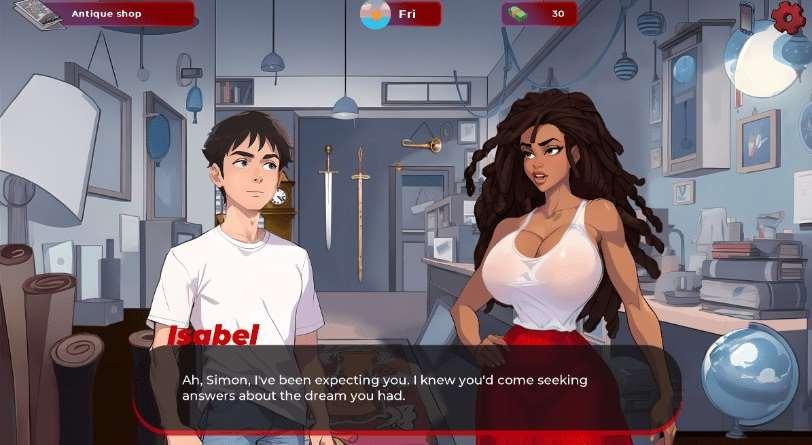 Antique shop
Fri
30
Isabel
Ah, Simon, I've been expecting you. I knew you'd come seeking
answers about the dream you had.